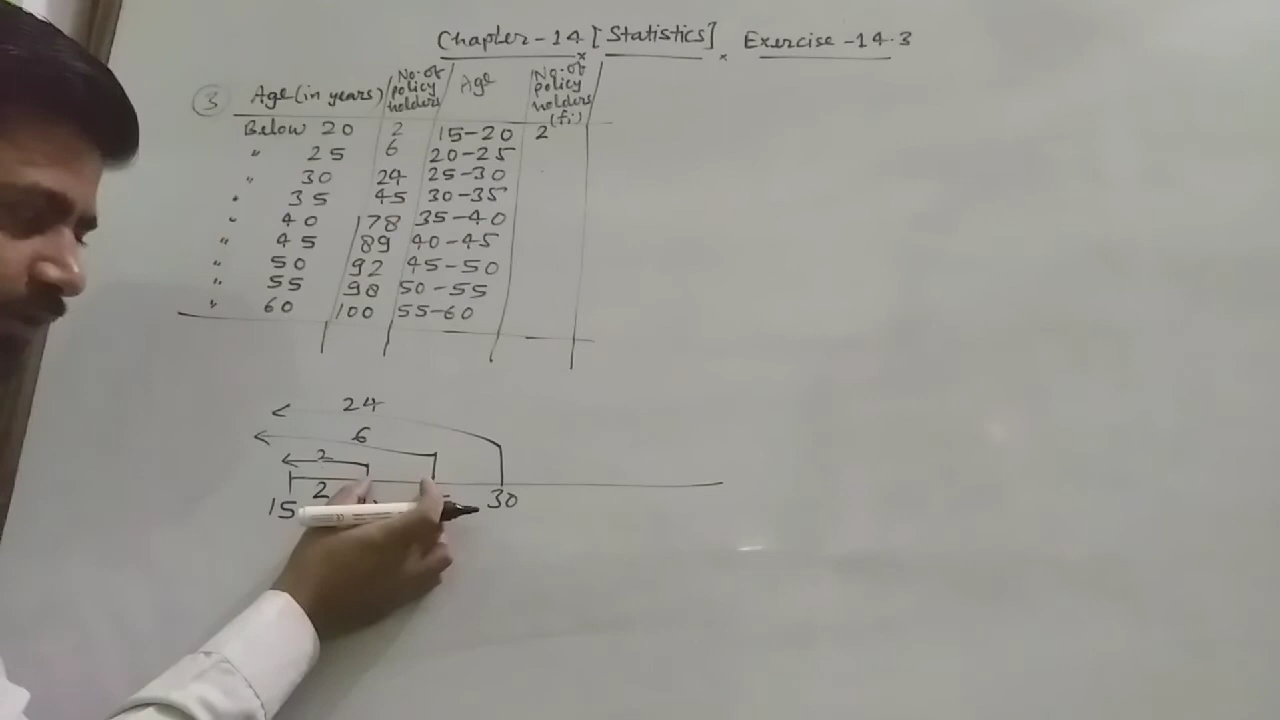 Chapter-14 [Statistics] Exercise-14.3
3 Age (in years) No. of policy holders Age No. of policy holders (fi)
Below 20 2 15-20 2
" 25 6 20-25
" 30 24 25-30
" 35 45 30-35
" 40 78 35-40
" 45 89 40-45
" 50 92 45-50
" 55 98 50-55
" 60 100 55-60
24
6
2
2
15 30